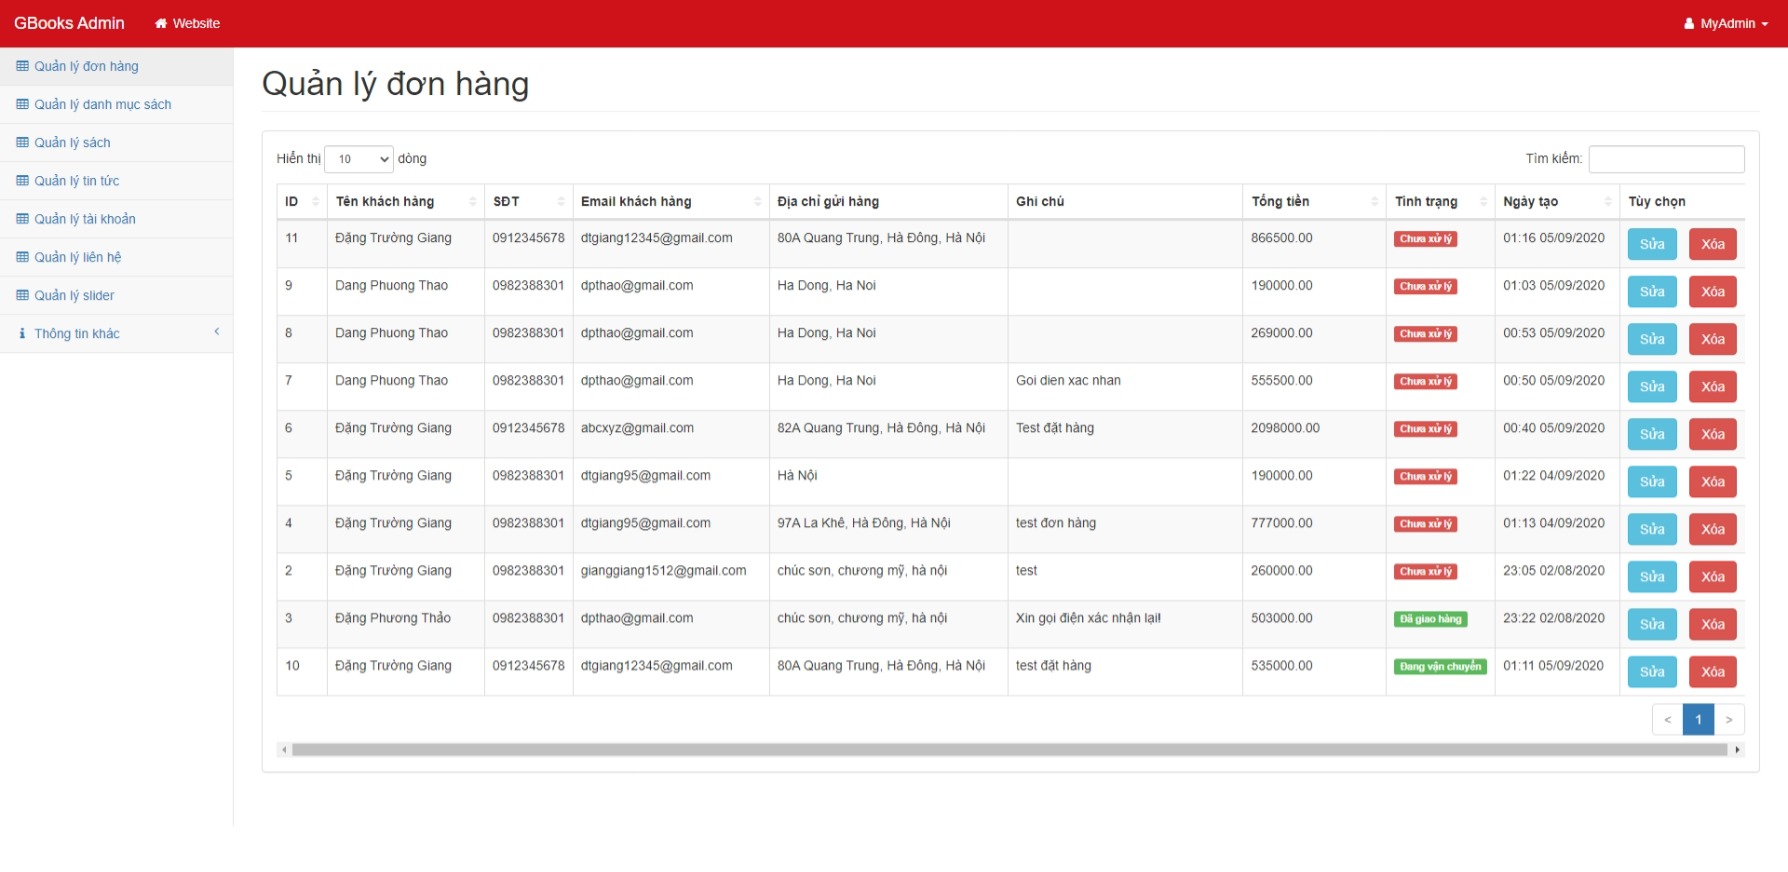 GBooks Admin Website MyAdmin
Quản lý đơn hàng
Quản lý danh mục sách
Quản lý sách
Quản lý tin tức
Quản lý tài khoản
Quản lý liên hệ
Quản lý slider
Thông tin khác
Quản lý đơn hàng
Hiển thị 10 dòng Tìm kiếm:
ID Tên khách hàng SĐT Email khách hàng Địa chỉ gửi hàng Ghi chú Tổng tiền Tình trạng Ngày tạo Tùy chọn
11 Đặng Trường Giang 0912345678 dtgiang12345@gmail.com 80A Quang Trung, Hà Đông, Hà Nội 866500.00 Chưa xử lý 01:16 05/09/2020 Sửa Xóa
9 Dang Phuong Thao 0982388301 dpthao@gmail.com Ha Dong, Ha Noi 190000.00 Chưa xử lý 01:03 05/09/2020 Sửa Xóa
8 Dang Phuong Thao 0982388301 dpthao@gmail.com Ha Dong, Ha Noi 269000.00 Chưa xử lý 00:53 05/09/2020 Sửa Xóa
7 Dang Phuong Thao 0982388301 dpthao@gmail.com Ha Dong, Ha Noi Goi dien xac nhan 555500.00 Chưa xử lý 00:50 05/09/2020 Sửa Xóa
6 Đặng Trường Giang 0912345678 abcxyz@gmail.com 82A Quang Trung, Hà Đông, Hà Nội Test đặt hàng 2098000.00 Chưa xử lý 00:40 05/09/2020 Sửa Xóa
5 Đặng Trường Giang 0982388301 dtgiang95@gmail.com Hà Nội 190000.00 Chưa xử lý 01:22 04/09/2020 Sửa Xóa
4 Đặng Trường Giang 0982388301 dtgiang95@gmail.com 97A La Khê, Hà Đông, Hà Nội test đơn hàng 777000.00 Chưa xử lý 01:13 04/09/2020 Sửa Xóa
2 Đặng Trường Giang 0982388301 gianggiang1512@gmail.com chúc sơn, chương mỹ, hà nội test 260000.00 Chưa xử lý 23:05 02/08/2020 Sửa Xóa
3 Đặng Phương Thảo 0982388301 dpthao@gmail.com chúc sơn, chương mỹ, hà nội Xin gọi điện xác nhận lại! 503000.00 Đã giao hàng 23:22 02/08/2020 Sửa Xóa
10 Đặng Trường Giang 0912345678 dtgiang12345@gmail.com 80A Quang Trung, Hà Đông, Hà Nội test đặt hàng 535000.00 Đang vận chuyển 01:11 05/09/2020 Sửa Xóa
< 1 >